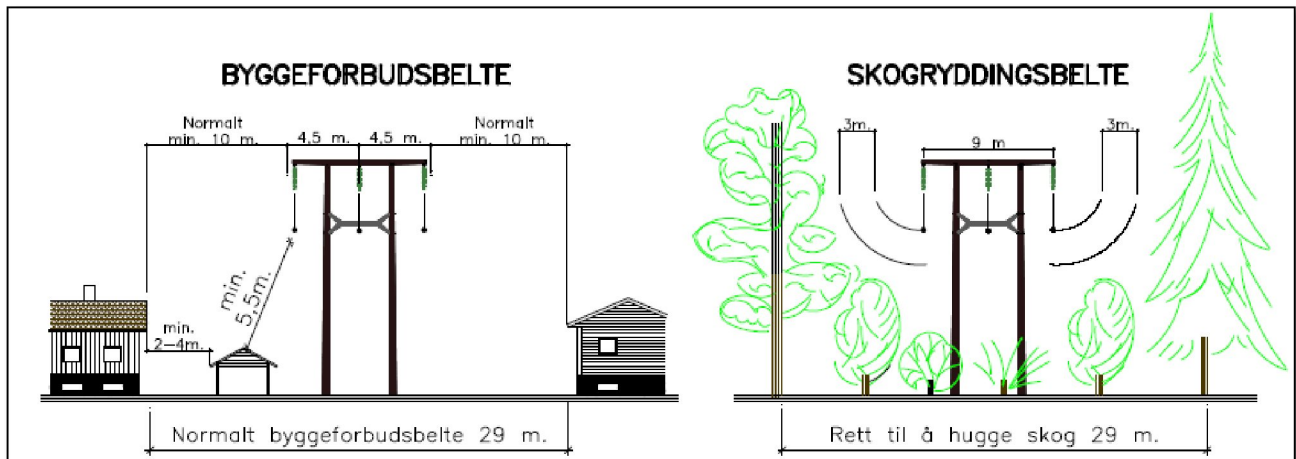 BYGGEFORBUDSBELTE
Normalt
min. 10 m.
4,5 m.
4,5 m.
Normalt
min. 10 m.
min.
5,5m.
min.
2-4m.
Normalt byggeforbudsbelte 29 m.
SKOGRYDDINGSBELTE
3m.
9 m
3m.
Rett til å hugge skog 29 m.